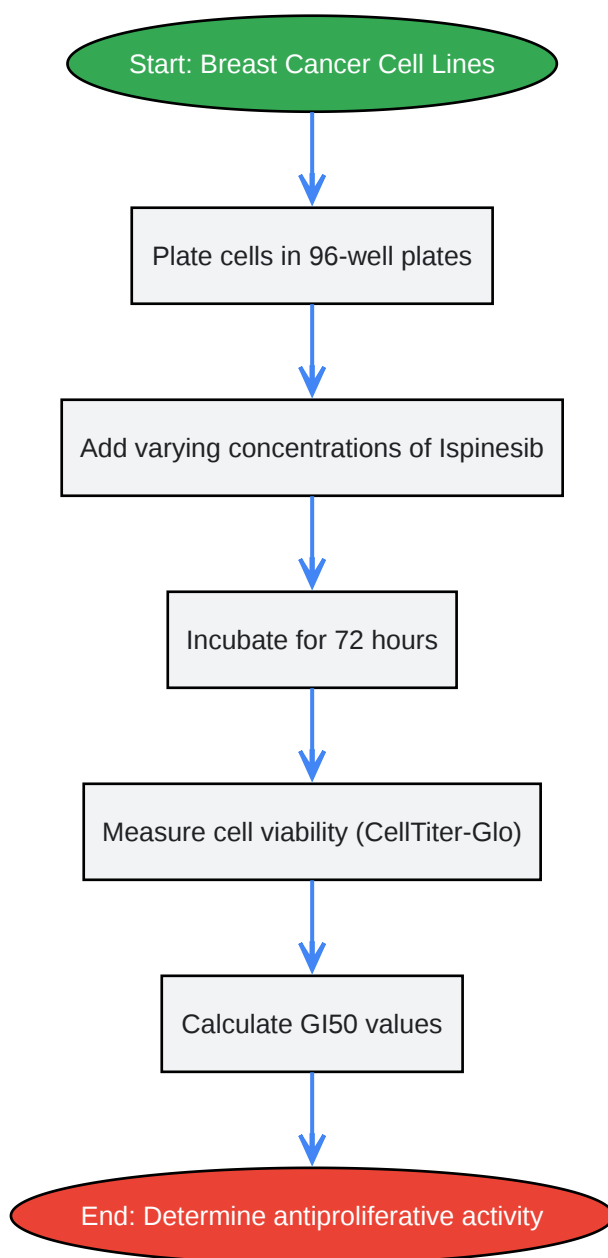 Start: Breast Cancer Cell Lines
Plate cells in 96-well plates
Add varying concentrations of Ispinesib
Incubate for 72 hours
Measure cell viability (CellTiter-Glo)
Calculate GI50 values
End: Determine antiproliferative activity